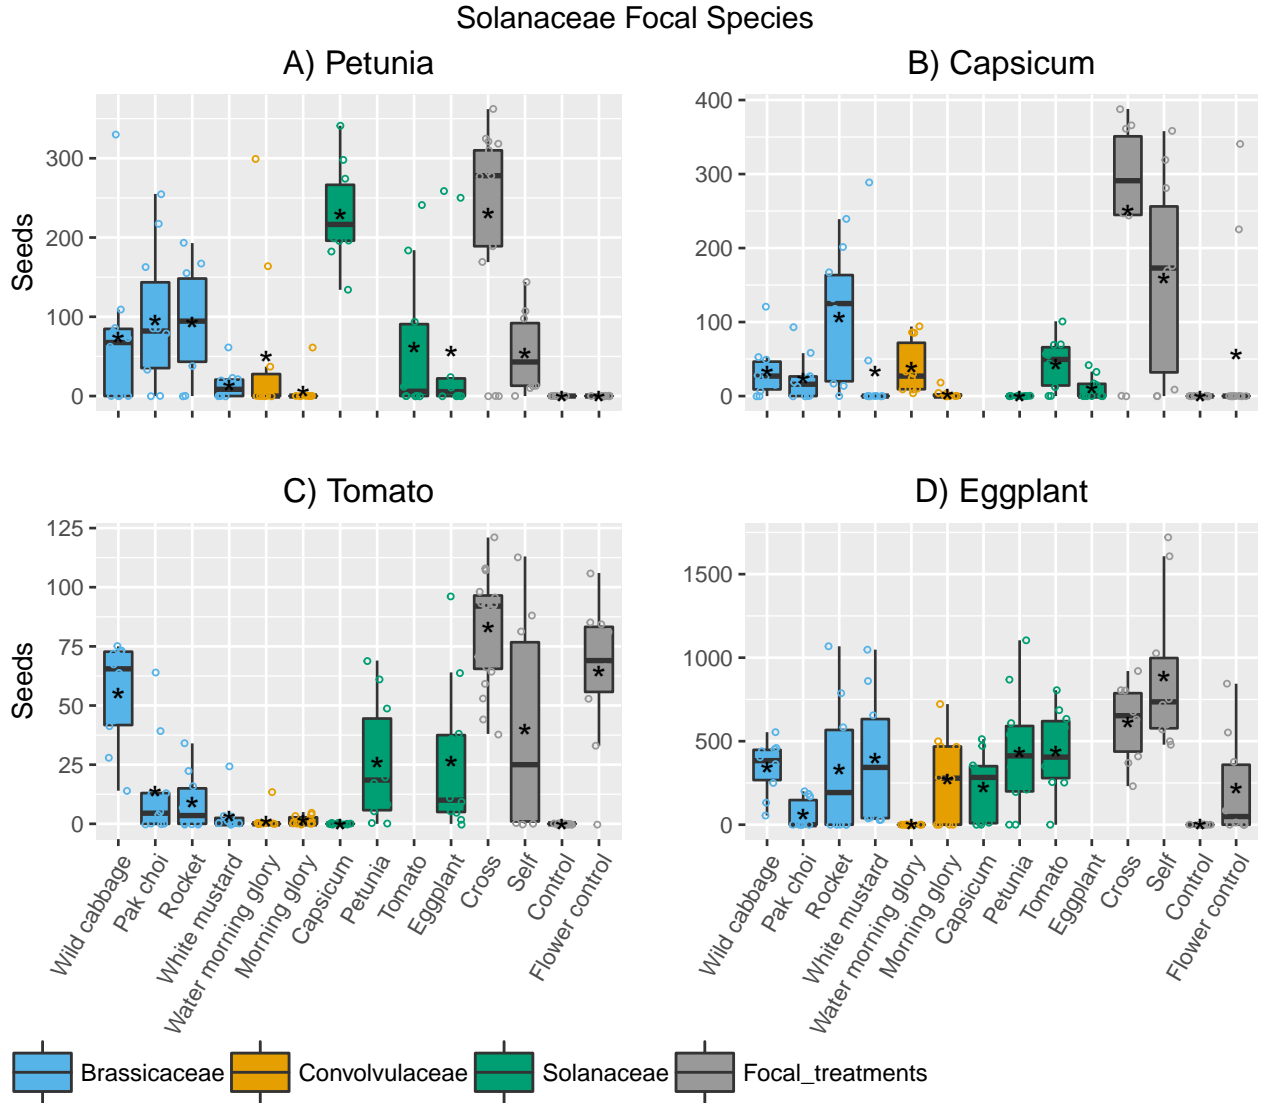 Solanaceae Focal Species
A) Petunia
B) Capsicum
Seeds
300
200
100
0
400
300
200
100
0
C) Tomato
D) Eggplant
Seeds
125
100
75
50
25
0
1500
1000
500
0
Wild cabbage
Pak choi
Rocket
White mustard
Water morning glory
Morning glory
Capsicum
Petunia
Tomato
Eggplant
Cross
Self
Control
Flower control
Wild cabbage
Pak choi
Rocket
White mustard
Water morning glory
Morning glory
Capsicum
Petunia
Tomato
Eggplant
Cross
Self
Control
Flower control
Brassicaceae
Convolvulaceae
Solanaceae
Focal_treatments